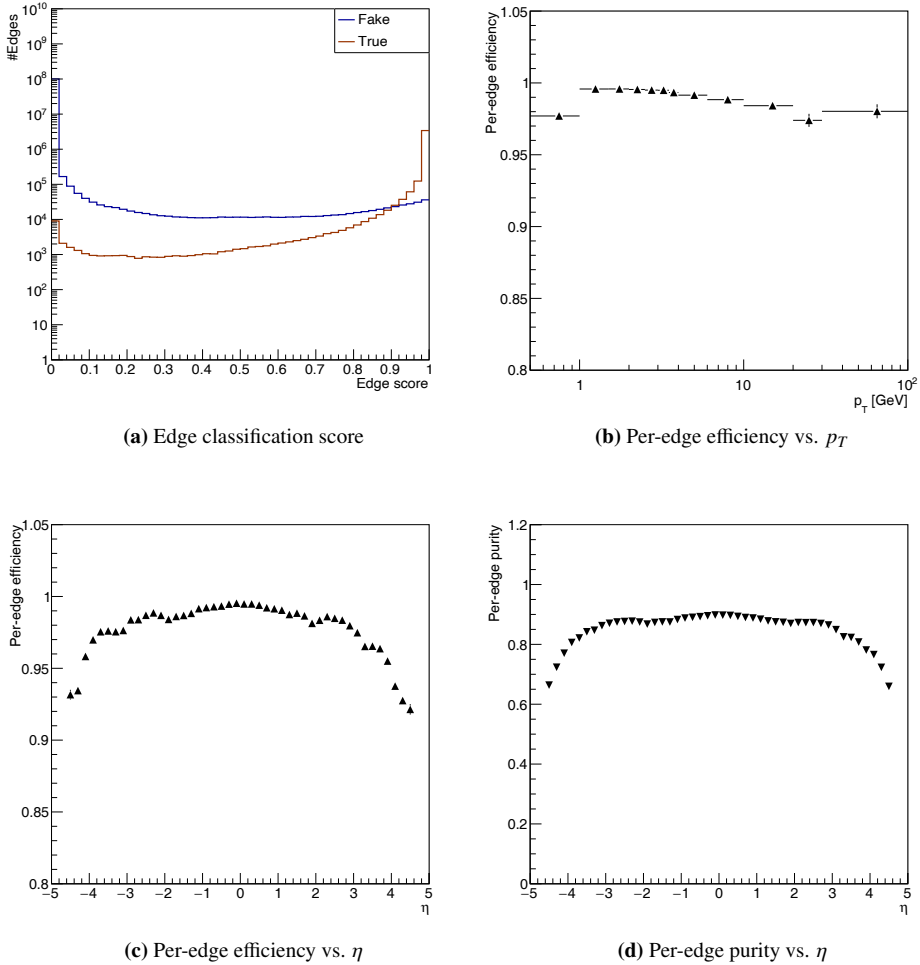 #Edges
10^10
10^9
10^8
10^7
10^6
10^5
10^4
10^3
10^2
10
1
0 0.1 0.2 0.3 0.4 0.5 0.6 0.7 0.8 0.9 1
Edge score
Fake
True
(a) Edge classification score
Per-edge efficiency
1.05
1
0.95
0.9
0.85
0.8
1 10 10^2
p_T [GeV]
(b) Per-edge efficiency vs. p_T
Per-edge efficiency
1.05
1
0.95
0.9
0.85
0.8
−5 −4 −3 −2 −1 0 1 2 3 4 5
η
(c) Per-edge efficiency vs. η
Per-edge purity
1.2
1
0.8
0.6
0.4
0.2
0
−5 −4 −3 −2 −1 0 1 2 3 4 5
η
(d) Per-edge purity vs. η